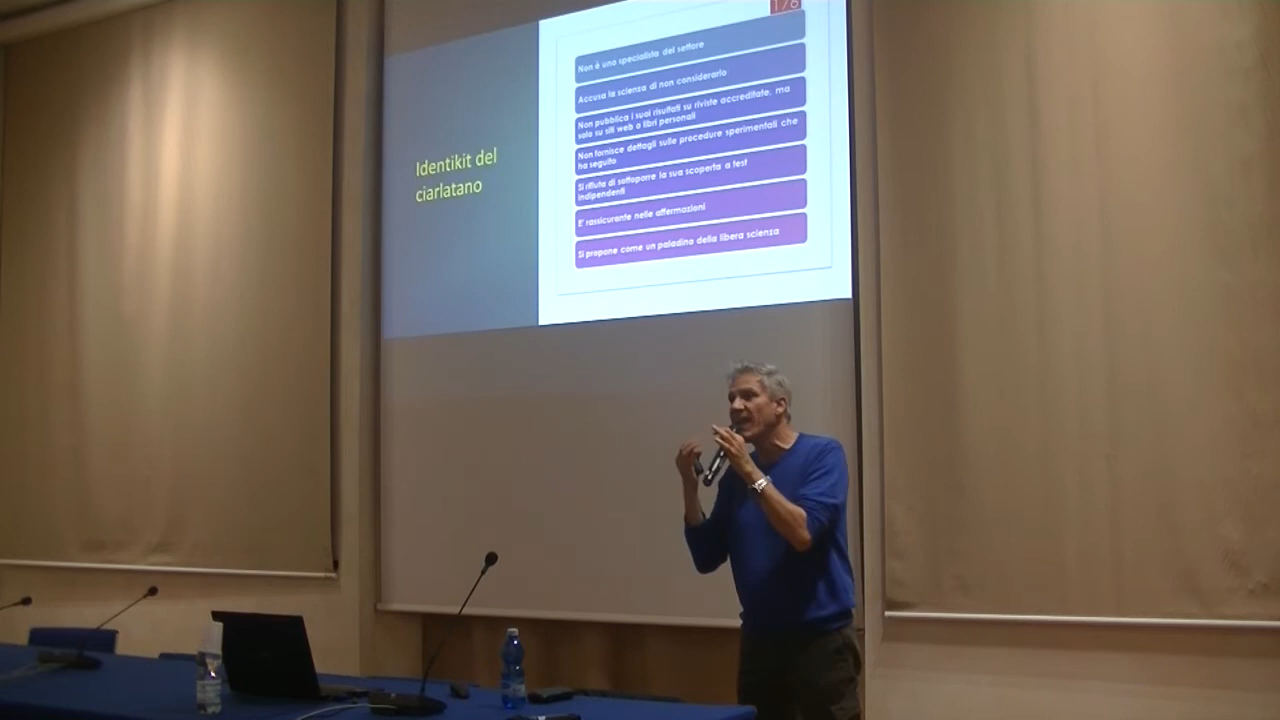 178
Identikit del
ciarlatano
Non è uno specialista del settore
Accusa la scienza di non considerarlo
Non pubblica i suoi risultati su riviste accreditate, ma
solo su siti web o libri personali
Non fornisce dettagli sulle procedure sperimentali che
ha seguito
Si rifiuta di sottoporre la sua scoperta a test
indipendenti
E' rassicurante nelle affermazioni
Si propone come un paladino della libera scienza